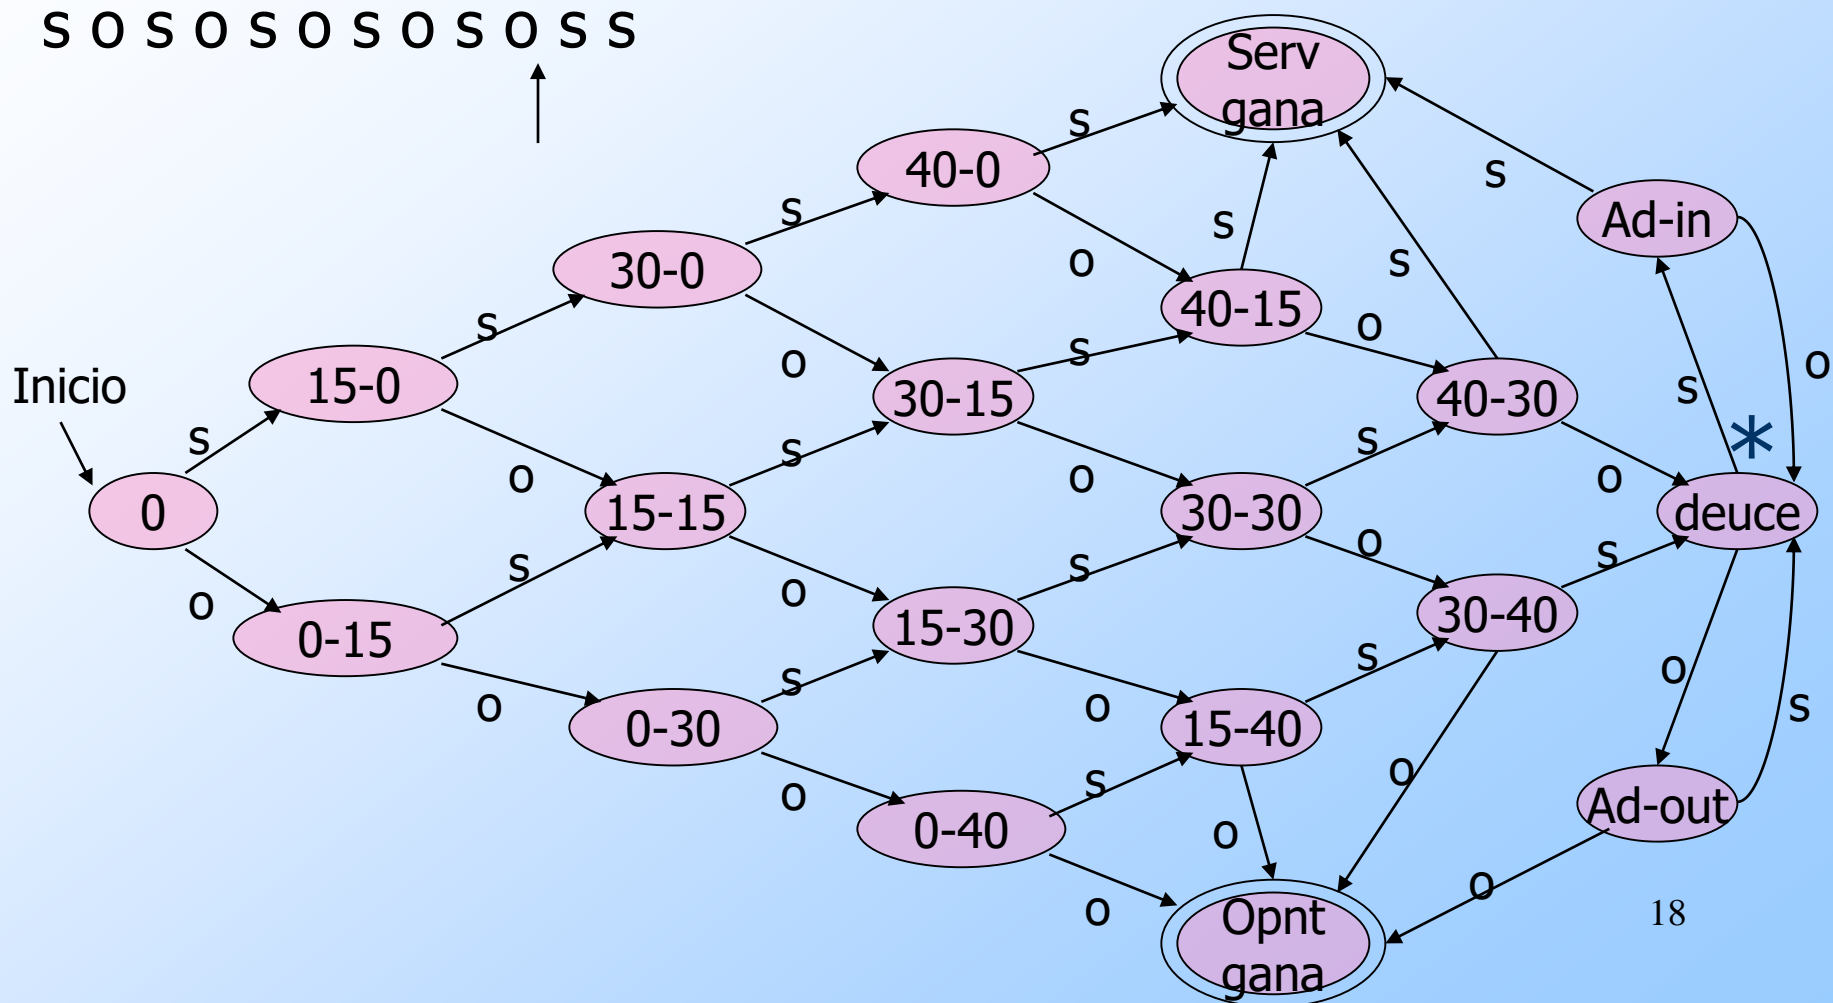 s o s o s o s o s o s s
Serv
gana
s
40-0
s
s
Ad-in
s
30-0
o
s
s
40-15
o
o
s
15-0
o
s
30-15
40-30
s
Inicio
*
s
o
s
o
s
o
0
15-15
30-30
deuce
s
o
s
o
s
o
0-15
15-30
30-40
s
s
o
o
s
o
0-30
o
15-40
o
s
o
0-40
o
Ad-out
o
o
Opnt
gana
18